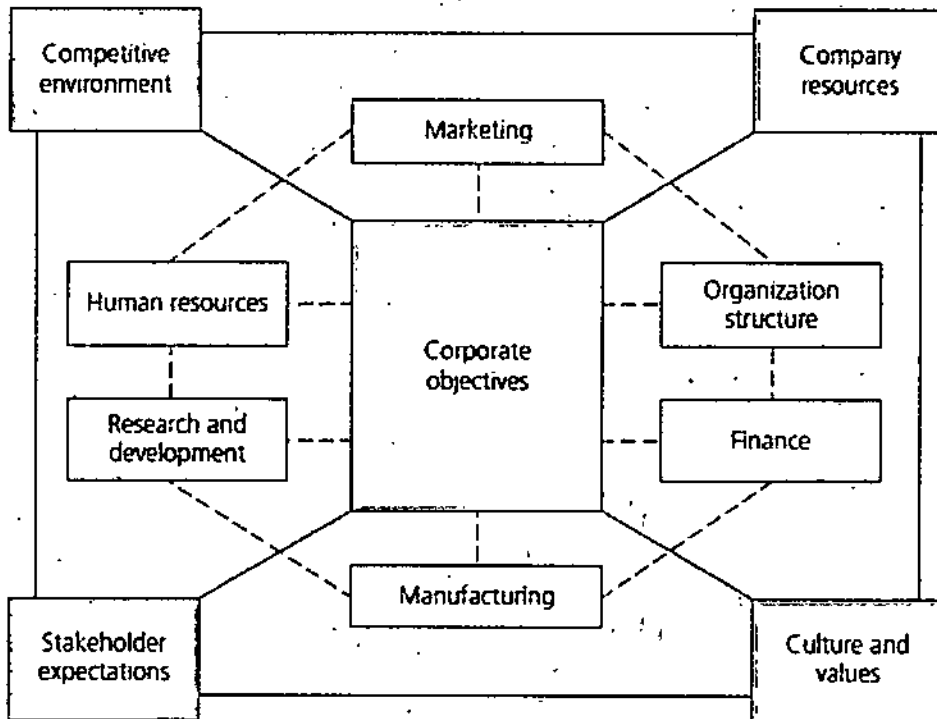 Competitive
environment
Company
resources
Marketing
Human resources
Organization
structure
Corporate
objectives
Research and
development
Finance
Manufacturing
Stakeholder
expectations
Culture and
values